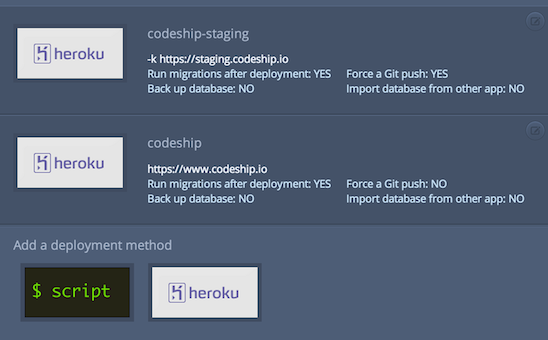 codeship-staging
heroku
-k https://staging.codeship.io
Run migrations after deployment: YES Force a Git push: YES
Back up database: NO Import database from other app: NO
codeship
heroku
https://www.codeship.io
Run migrations after deployment: YES Force a Git push: NO
Back up database: NO Import database from other app: NO
Add a deployment method
$ script heroku